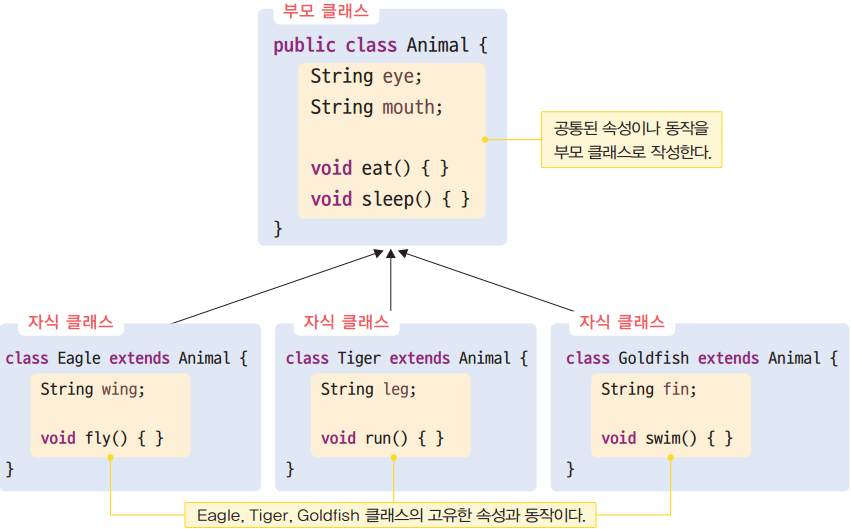 부모 클래스
public class Animal {
String eye;
String mouth;
void eat() { }
void sleep() { }
}
공통된 속성이나 동작을
부모 클래스로 작성한다.
자식 클래스
class Eagle extends Animal {
String wing;
void fly() { }
}
자식 클래스
class Tiger extends Animal {
String leg;
void run() { }
}
자식 클래스
class Goldfish extends Animal {
String fin;
void swim() { }
}
Eagle, Tiger, Goldfish 클래스의 고유한 속성과 동작이다.